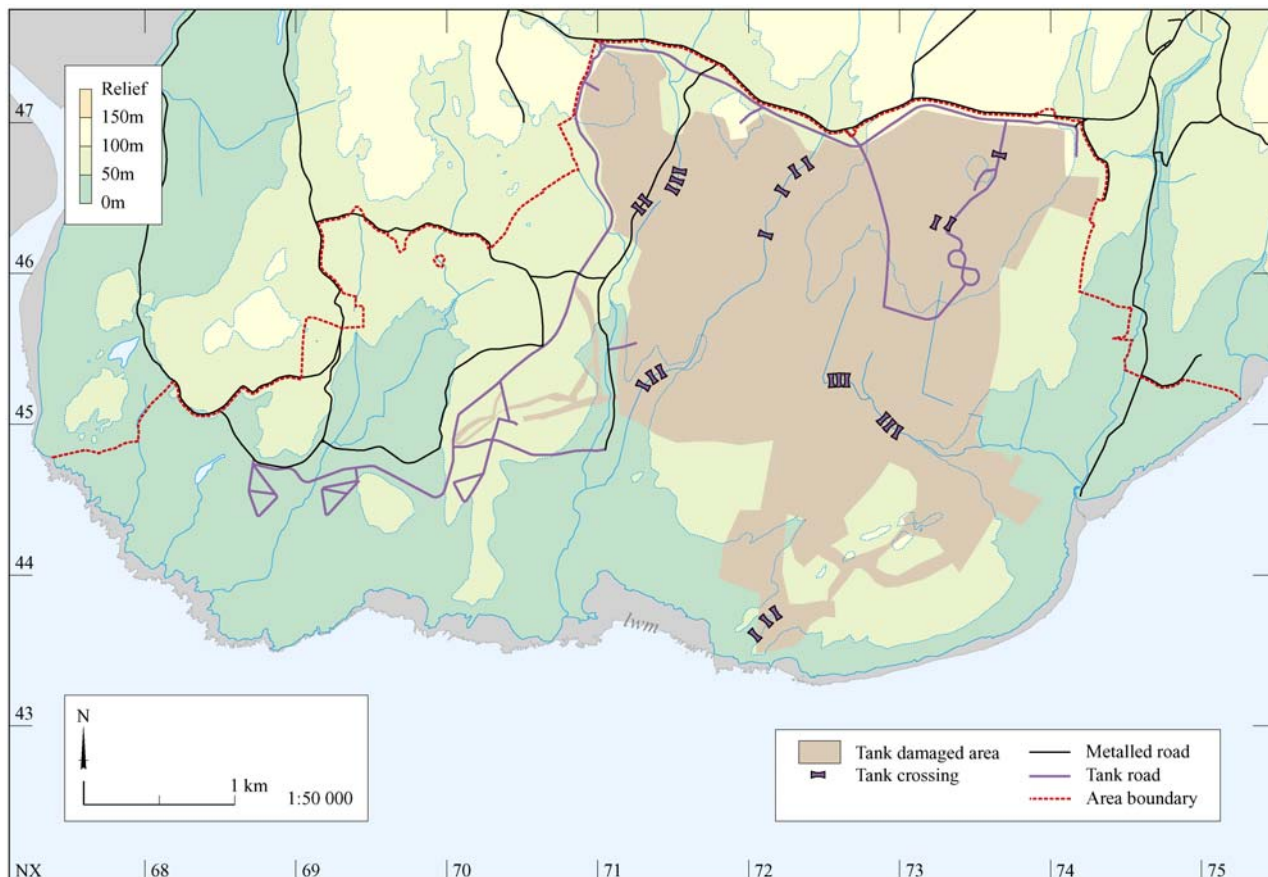 Relief
150m
100m
50m
0m
47
46
45
44
lwm
43
N
1 km
1:50 000
Tank damaged area
Tank crossing
Metalled road
Tank road
Area boundary
NX 68 69 70 71 72 73 74 75